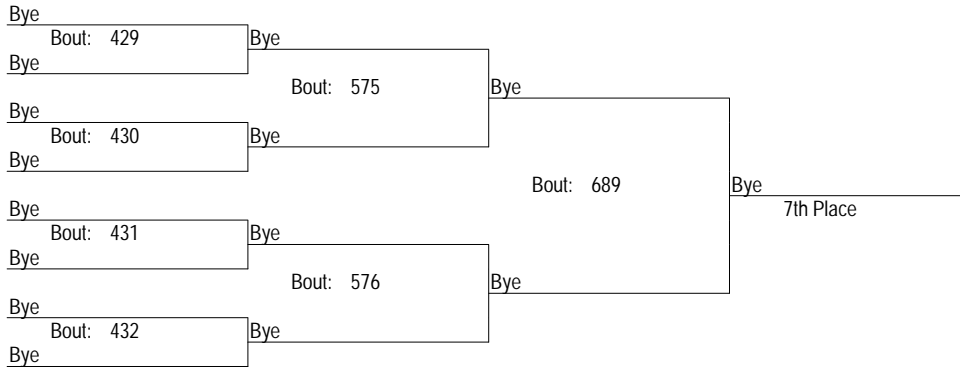 Bye
Bout: 429 Bye
Bye
Bout: 575 Bye
Bye
Bout: 430 Bye
Bye
Bout: 689 Bye
7th Place
Bye
Bout: 431 Bye
Bye
Bout: 576 Bye
Bye
Bout: 432 Bye
Bye